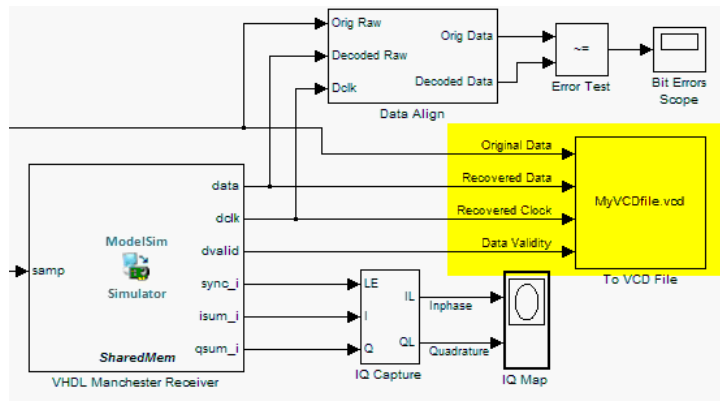 Orig Raw
Orig Data
Decoded Raw
Decoded Data
Dclk
Data Align
~=
Error Test
Bit Errors
Scope
Original Data
Recovered Data
Recovered Clock
Data Validity
MyVCDfile.vcd
To VCD File
samp
ModelSim
Simulator
SharedMem
data
dclk
dvalid
sync_i
isum_i
qsum_i
VHDL Manchester Receiver
LE
I
Q
IL
QL
IQ Capture
Inphase
Quadrature
IQ Map